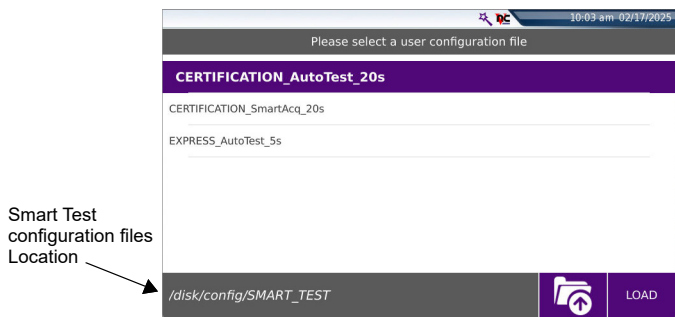 10:03 am 02/17/2025
Please select a user configuration file
CERTIFICATION_AutoTest_20s
CERTIFICATION_SmartAcq_20s
EXPRESS_AutoTest_5s
Smart Test
configuration files
Location
/disk/config/SMART_TEST
LOAD